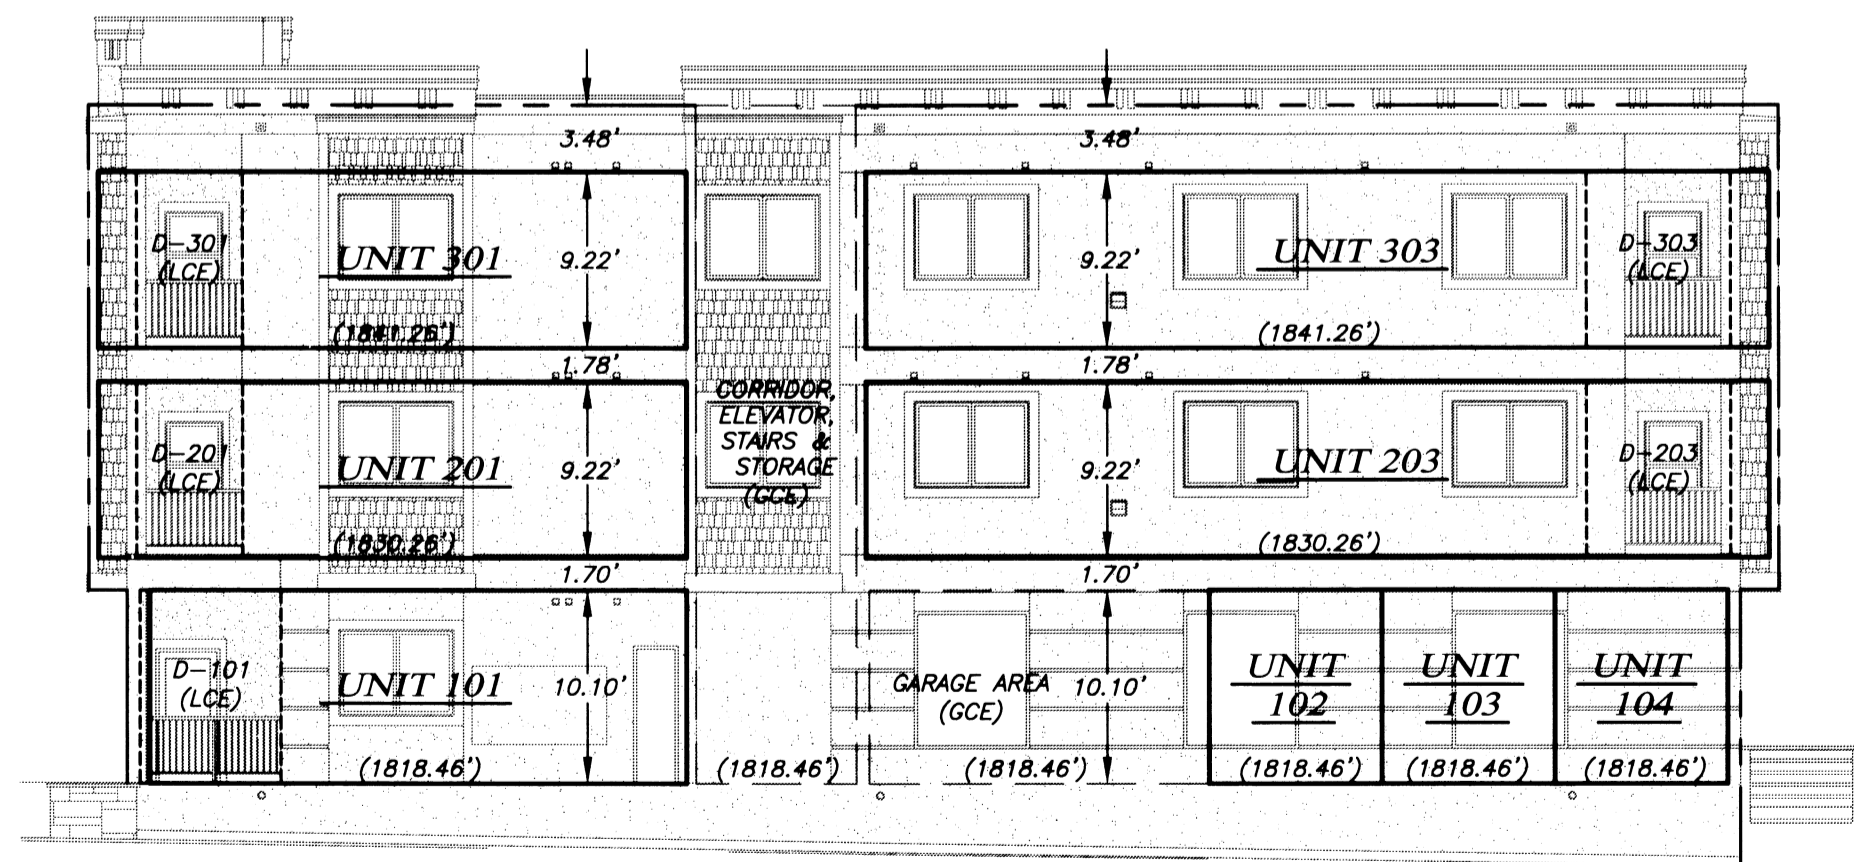 3.48' 3.48'
D-301 (LCE)
UNIT 301
9.22'
(1841.26')
9.22'
UNIT 303
(1841.26')
D-303 (LCE)
1.78' 1.78'
D-201 (LCE)
UNIT 201
9.22'
(1830.26')
CORRIDOR,
ELEVATOR,
STAIRS &
STORAGE
(GCE)
9.22'
UNIT 203
(1830.26')
D-203 (LCE)
1.70' 1.70'
D-101
(LCE)
UNIT 101
10.10'
(1818.46')
(1818.46')
GARAGE AREA
(GCE)
10.10'
(1818.46')
UNIT
102
(1818.46')
UNIT
103
(1818.46')
UNIT
104
(1818.46')